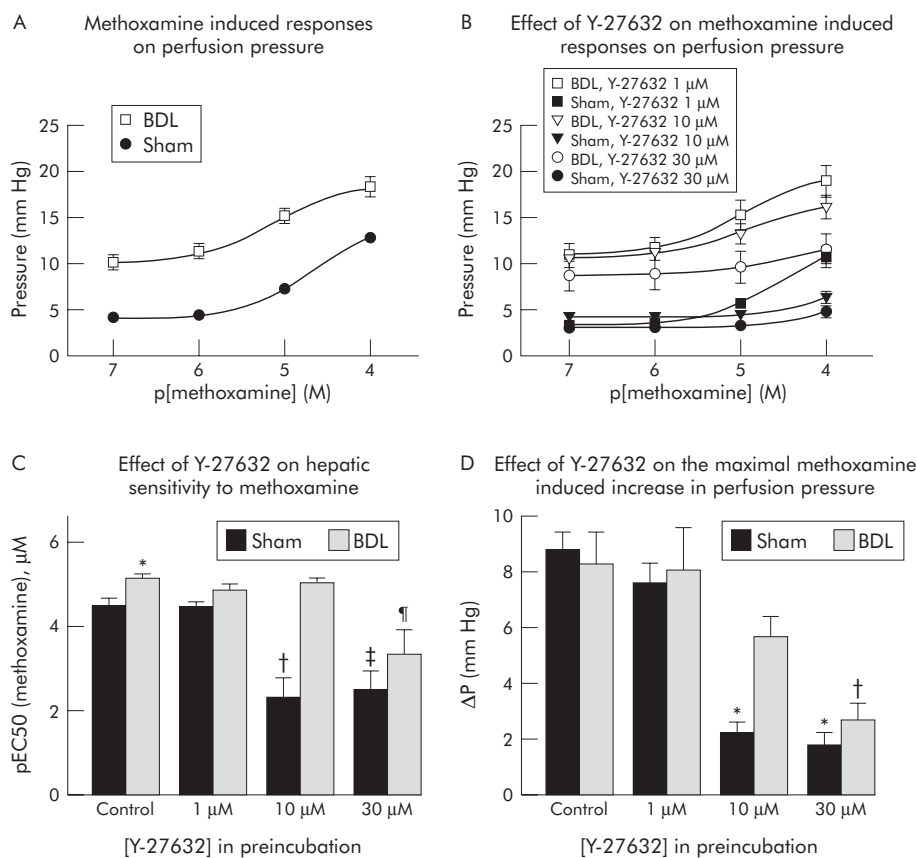 A Methoxamine induced responses
on perfusion pressure
BDL
Sham
25
20
15
10
5
0
Pressure (mm Hg)
7 6 5 4
p[methoxamine] (M)
B Effect of Y-27632 on methoxamine induced
responses on perfusion pressure
BDL, Y-27632 1 µM
Sham, Y-27632 1 µM
BDL, Y-27632 10 µM
Sham, Y-27632 10 µM
BDL, Y-27632 30 µM
Sham, Y-27632 30 µM
25
20
15
10
5
0
Pressure (mm Hg)
7 6 5 4
p[methoxamine] (M)
C Effect of Y-27632 on hepatic
sensitivity to methoxamine
Sham BDL
6
4
2
0
pEC50 (methoxamine), µM
* † ‡ ¶
Control 1 µM 10 µM 30 µM
[Y-27632] in preincubation
D Effect of Y-27632 on the maximal methoxamine
induced increase in perfusion pressure
Sham BDL
10
8
6
4
2
0
ΔP (mm Hg)
* * †
Control 1 µM 10 µM 30 µM
[Y-27632] in preincubation